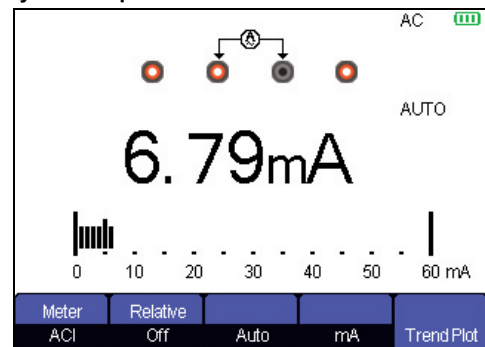 AC
A
AUTO
6.79mA
0 10 20 30 40 50 60 mA
Meter Relative
ACI Off Auto mA Trend Plot